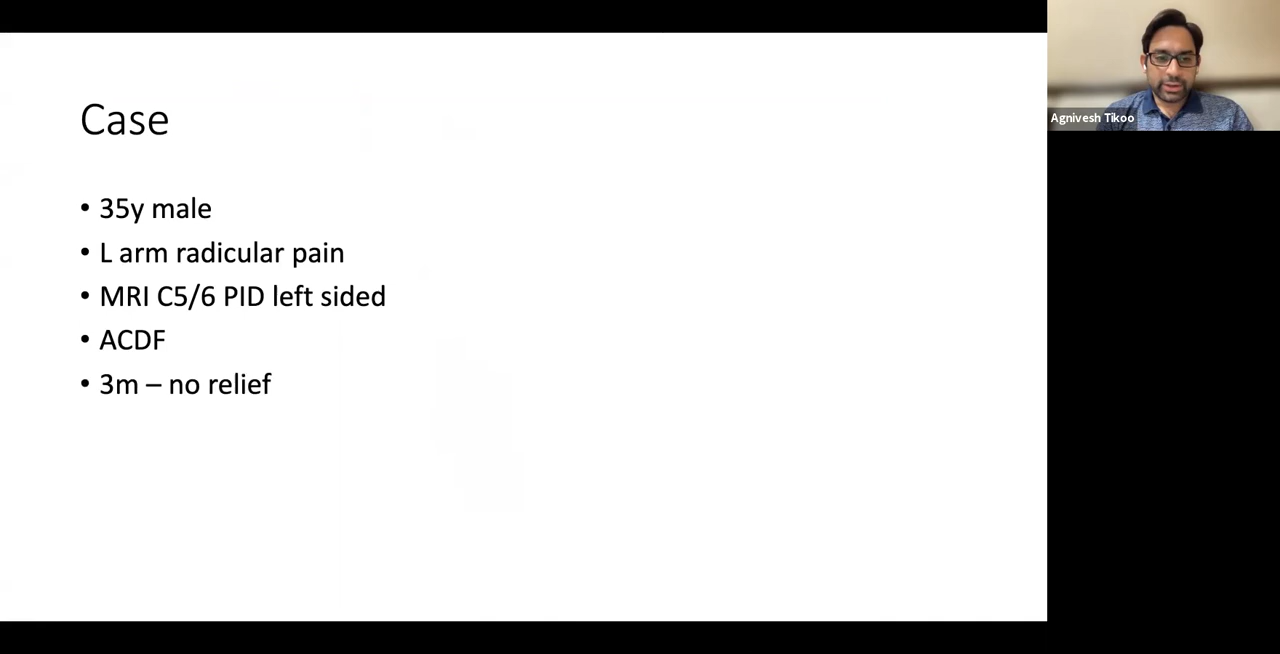 Case
• 35y male
• L arm radicular pain
• MRI C5/6 PID left sided
• ACDF
• 3m – no relief
Agnivesh Tikoo